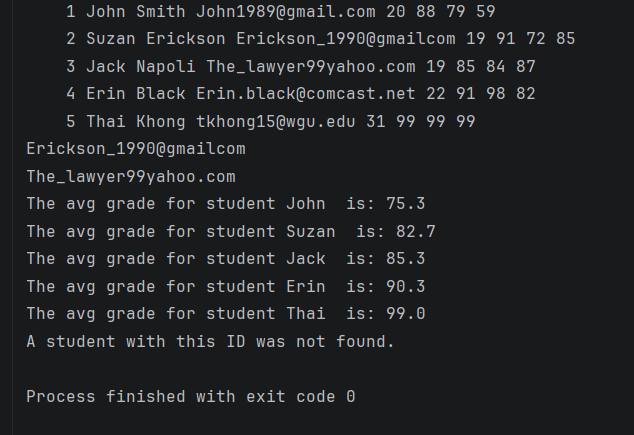 1 John Smith John1989@gmail.com 20 88 79 59
2 Suzan Erickson Erickson_1990@gmailcom 19 91 72 85
3 Jack Napoli The_lawyer99yahoo.com 19 85 84 87
4 Erin Black Erin.black@comcast.net 22 91 98 82
5 Thai Khong tkhong15@wgu.edu 31 99 99 99
Erickson_1990@gmailcom
The_lawyer99yahoo.com
The avg grade for student John  is: 75.3
The avg grade for student Suzan  is: 82.7
The avg grade for student Jack  is: 85.3
The avg grade for student Erin  is: 90.3
The avg grade for student Thai  is: 99.0
A student with this ID was not found.
Process finished with exit code 0